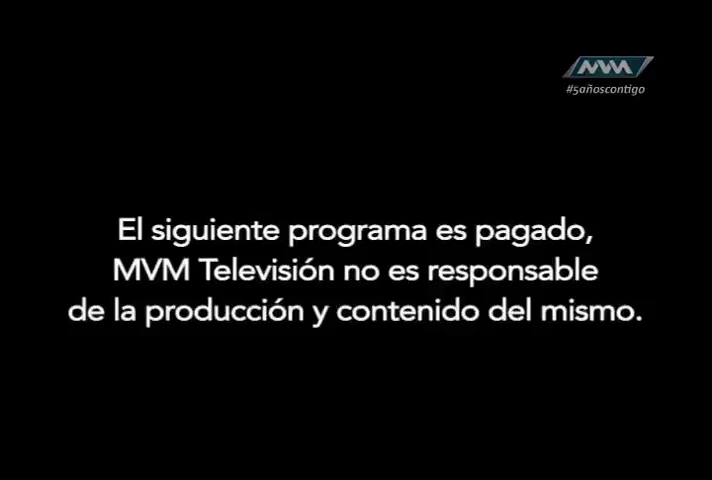 MVM
#5añoscontigo
El siguiente programa es pagado,
MVM Televisión no es responsable
de la producción y contenido del mismo.